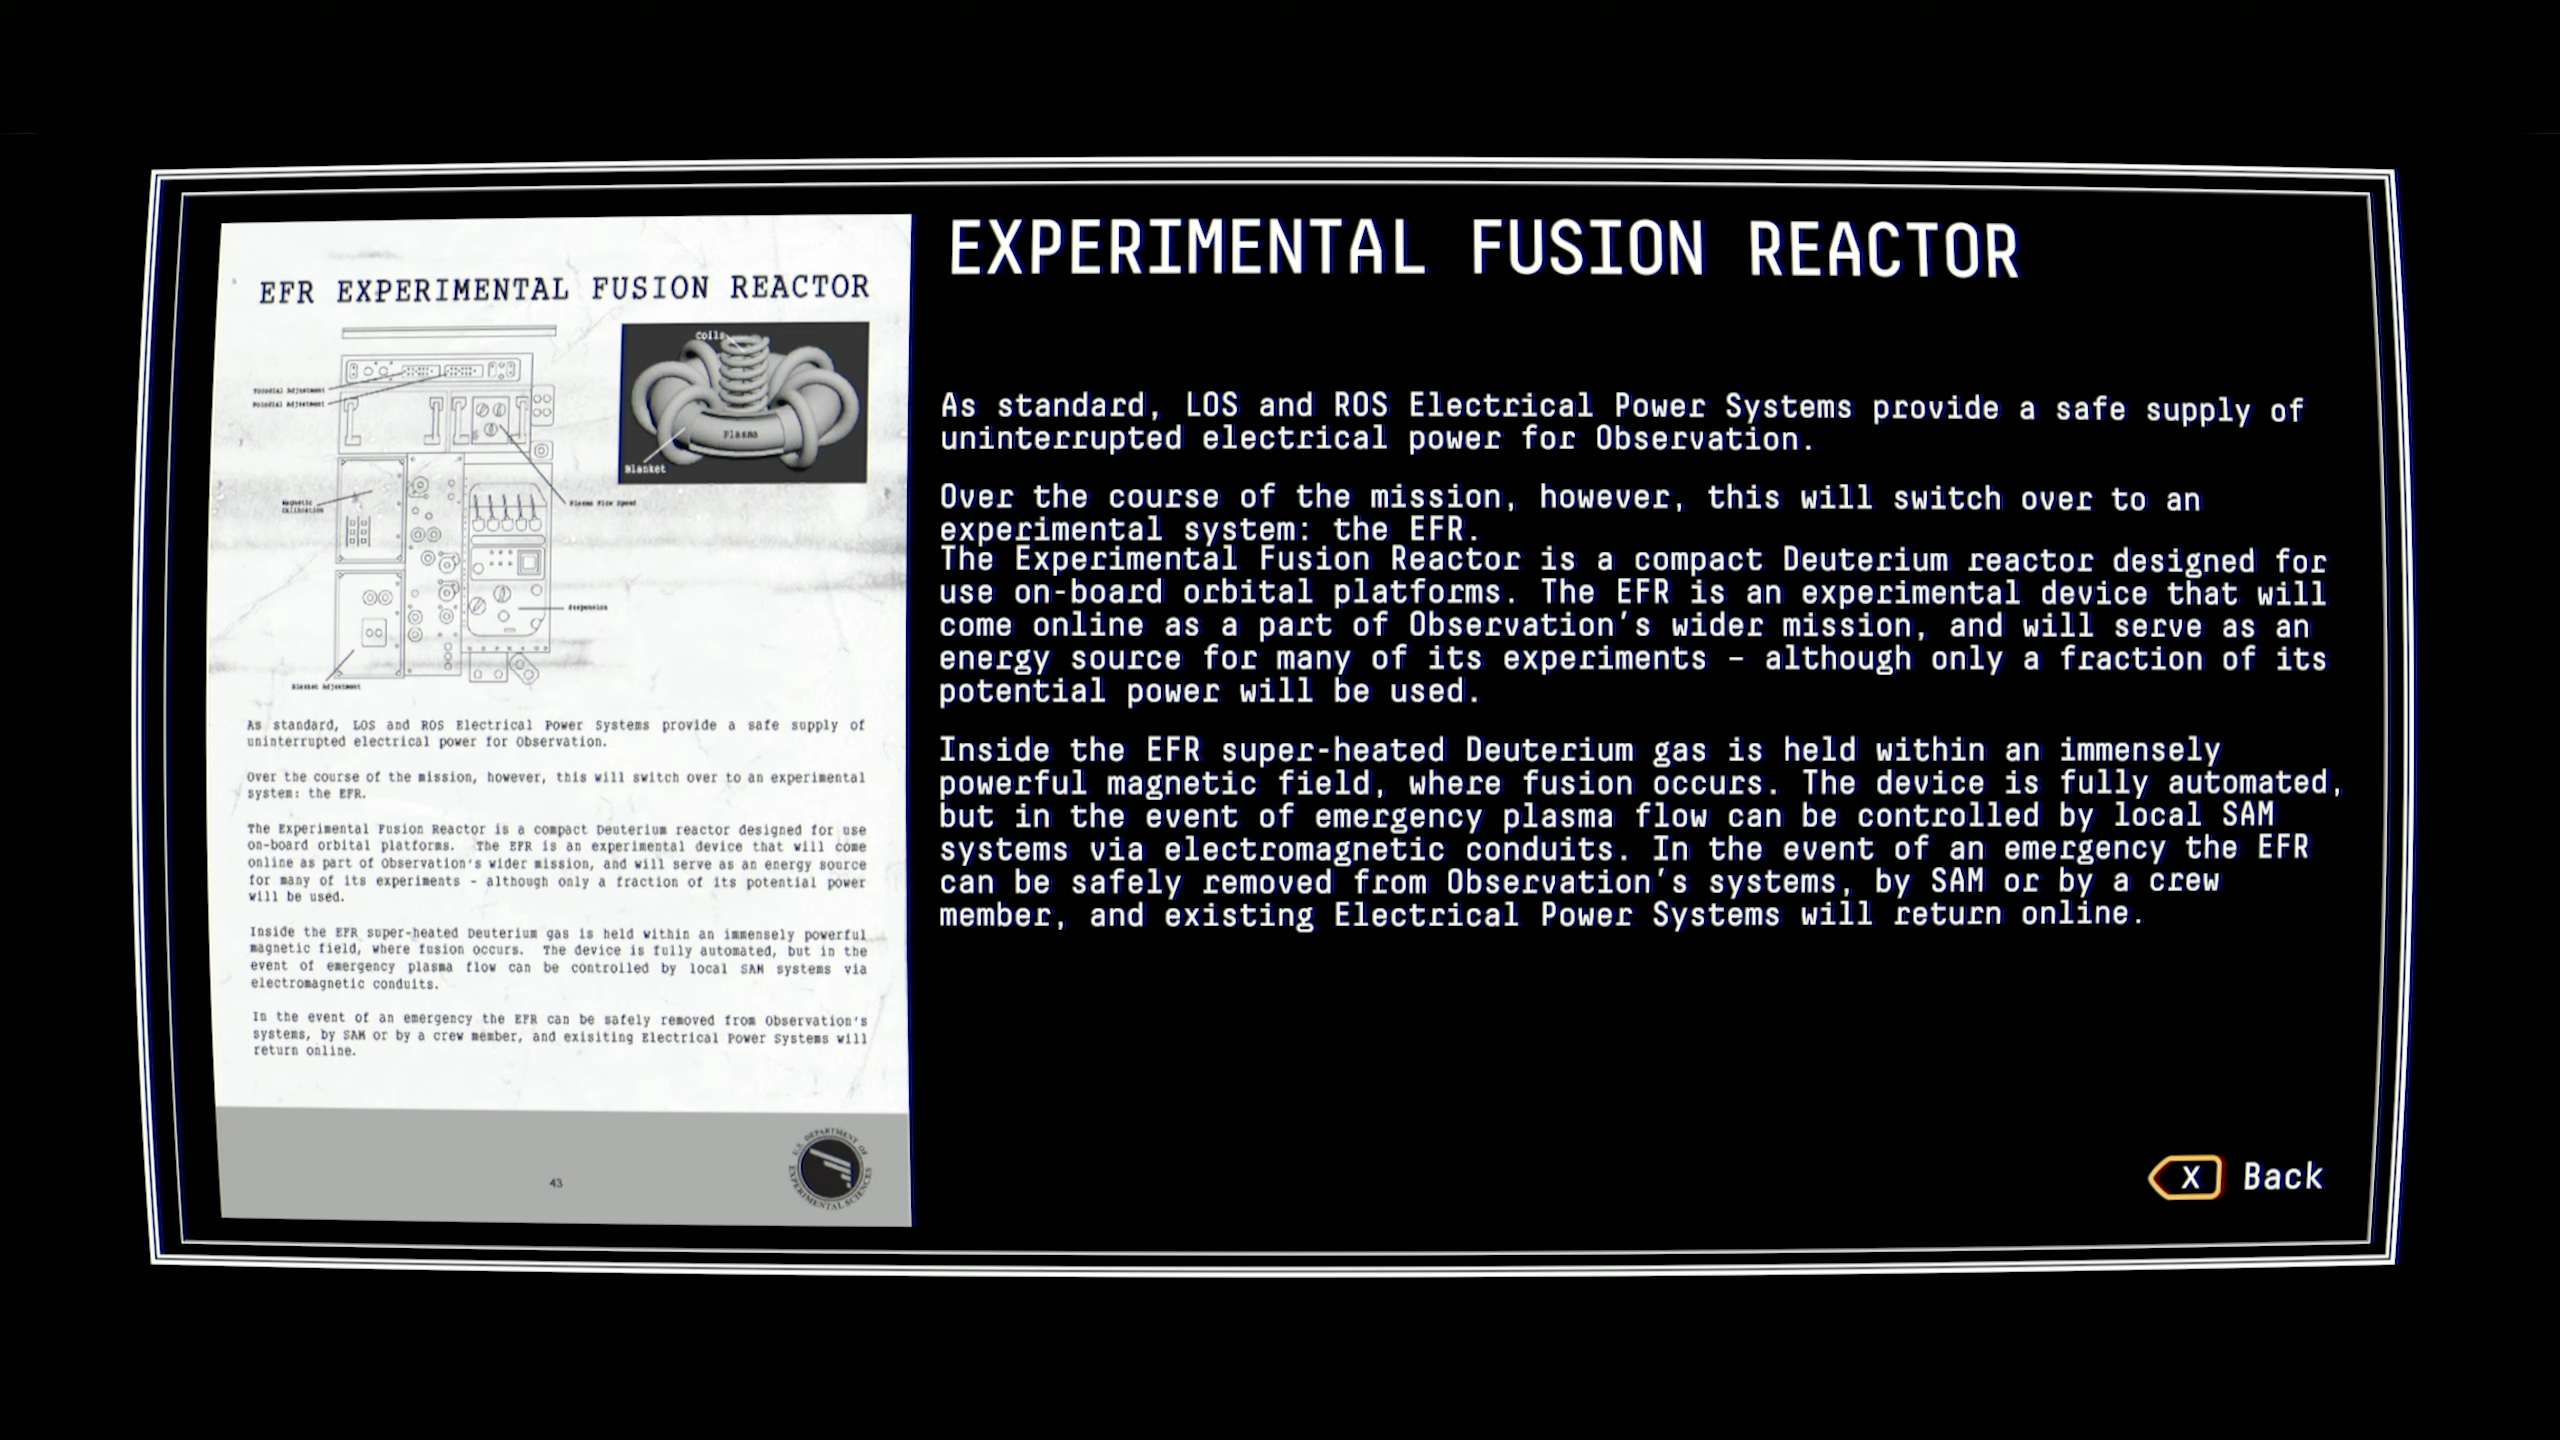 EFR EXPERIMENTAL FUSION REACTOR
Coils
Plasma
Blanket
Toroidal Adjustment
Poloidal Adjustment
Magnetic
Calibration
Plasma Flow Speed
Suspension
Blanket Adjustment
As standard, LOS and ROS Electrical Power Systems provide a safe supply of
uninterrupted electrical power for Observation.
Over the course of the mission, however, this will switch over to an experimental
system: the EFR.
The Experimental Fusion Reactor is a compact Deuterium reactor designed for use
on-board orbital platforms. The EFR is an experimental device that will come
online as part of Observation's wider mission, and will serve as an energy source
for many of its experiments - although only a fraction of its potential power
will be used.
Inside the EFR super-heated Deuterium gas is held within an immensely powerful
magnetic field, where fusion occurs. The device is fully automated, but in the
event of emergency plasma flow can be controlled by local SAM systems via
electromagnetic conduits.
In the event of an emergency the EFR can be safely removed from Observation's
systems, by SAM or by a crew member, and exisiting Electrical Power Systems will
return online.
43
U.S. DEPARTMENT OF
EXPERIMENTAL SCIENCES
EXPERIMENTAL FUSION REACTOR
As standard, LOS and ROS Electrical Power Systems provide a safe supply of
uninterrupted electrical power for Observation.
Over the course of the mission, however, this will switch over to an
experimental system: the EFR.
The Experimental Fusion Reactor is a compact Deuterium reactor designed for
use on-board orbital platforms. The EFR is an experimental device that will
come online as a part of Observation's wider mission, and will serve as an
energy source for many of its experiments – although only a fraction of its
potential power will be used.
Inside the EFR super-heated Deuterium gas is held within an immensely
powerful magnetic field, where fusion occurs. The device is fully automated,
but in the event of emergency plasma flow can be controlled by local SAM
systems via electromagnetic conduits. In the event of an emergency the EFR
can be safely removed from Observation's systems, by SAM or by a crew
member, and existing Electrical Power Systems will return online.
X Back